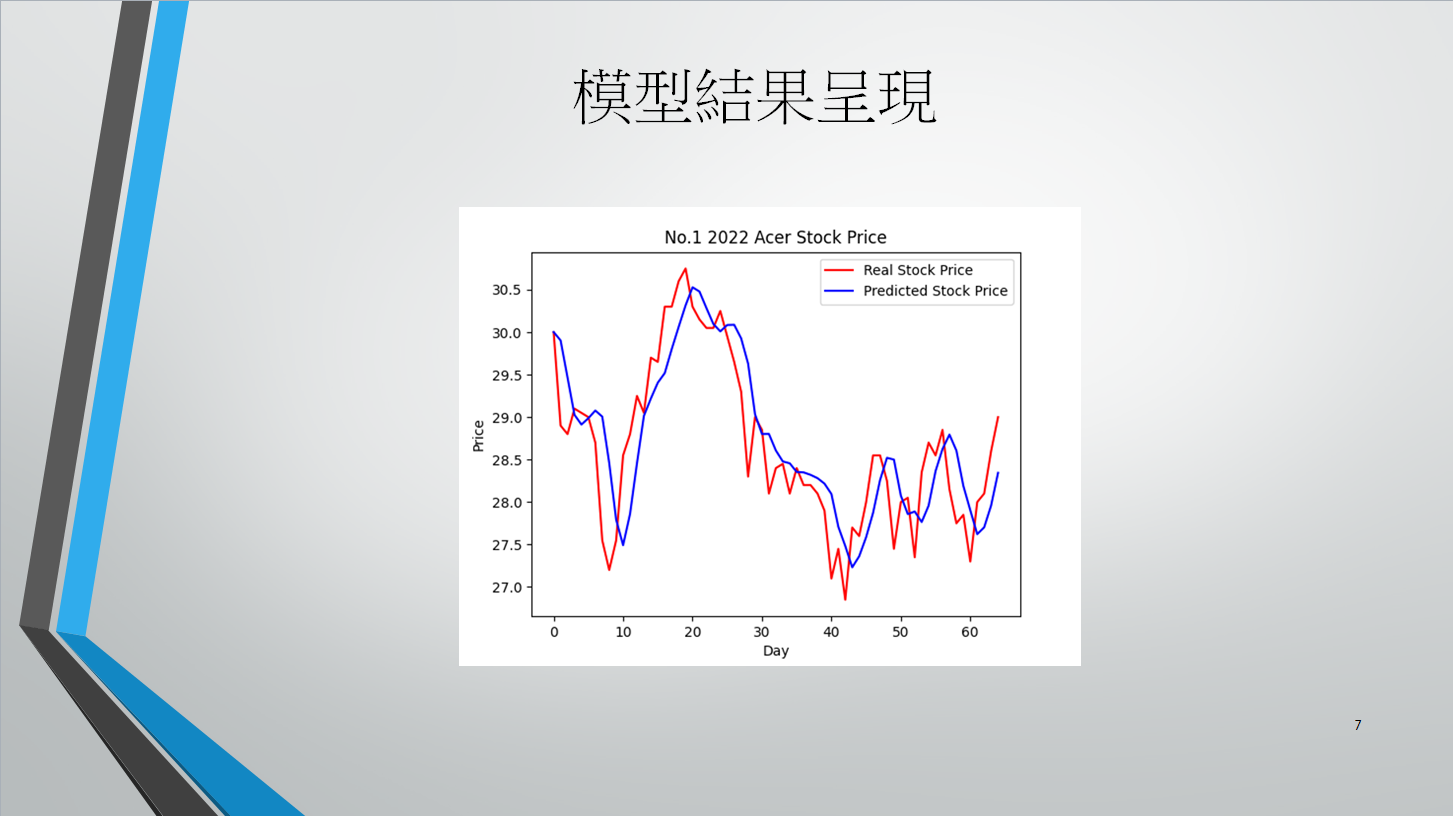 模型結果呈現
No.1 2022 Acer Stock Price
Real Stock Price
Predicted Stock Price
30.5
30.0
29.5
29.0
28.5
28.0
27.5
27.0
Price
0 10 20 30 40 50 60
Day
7